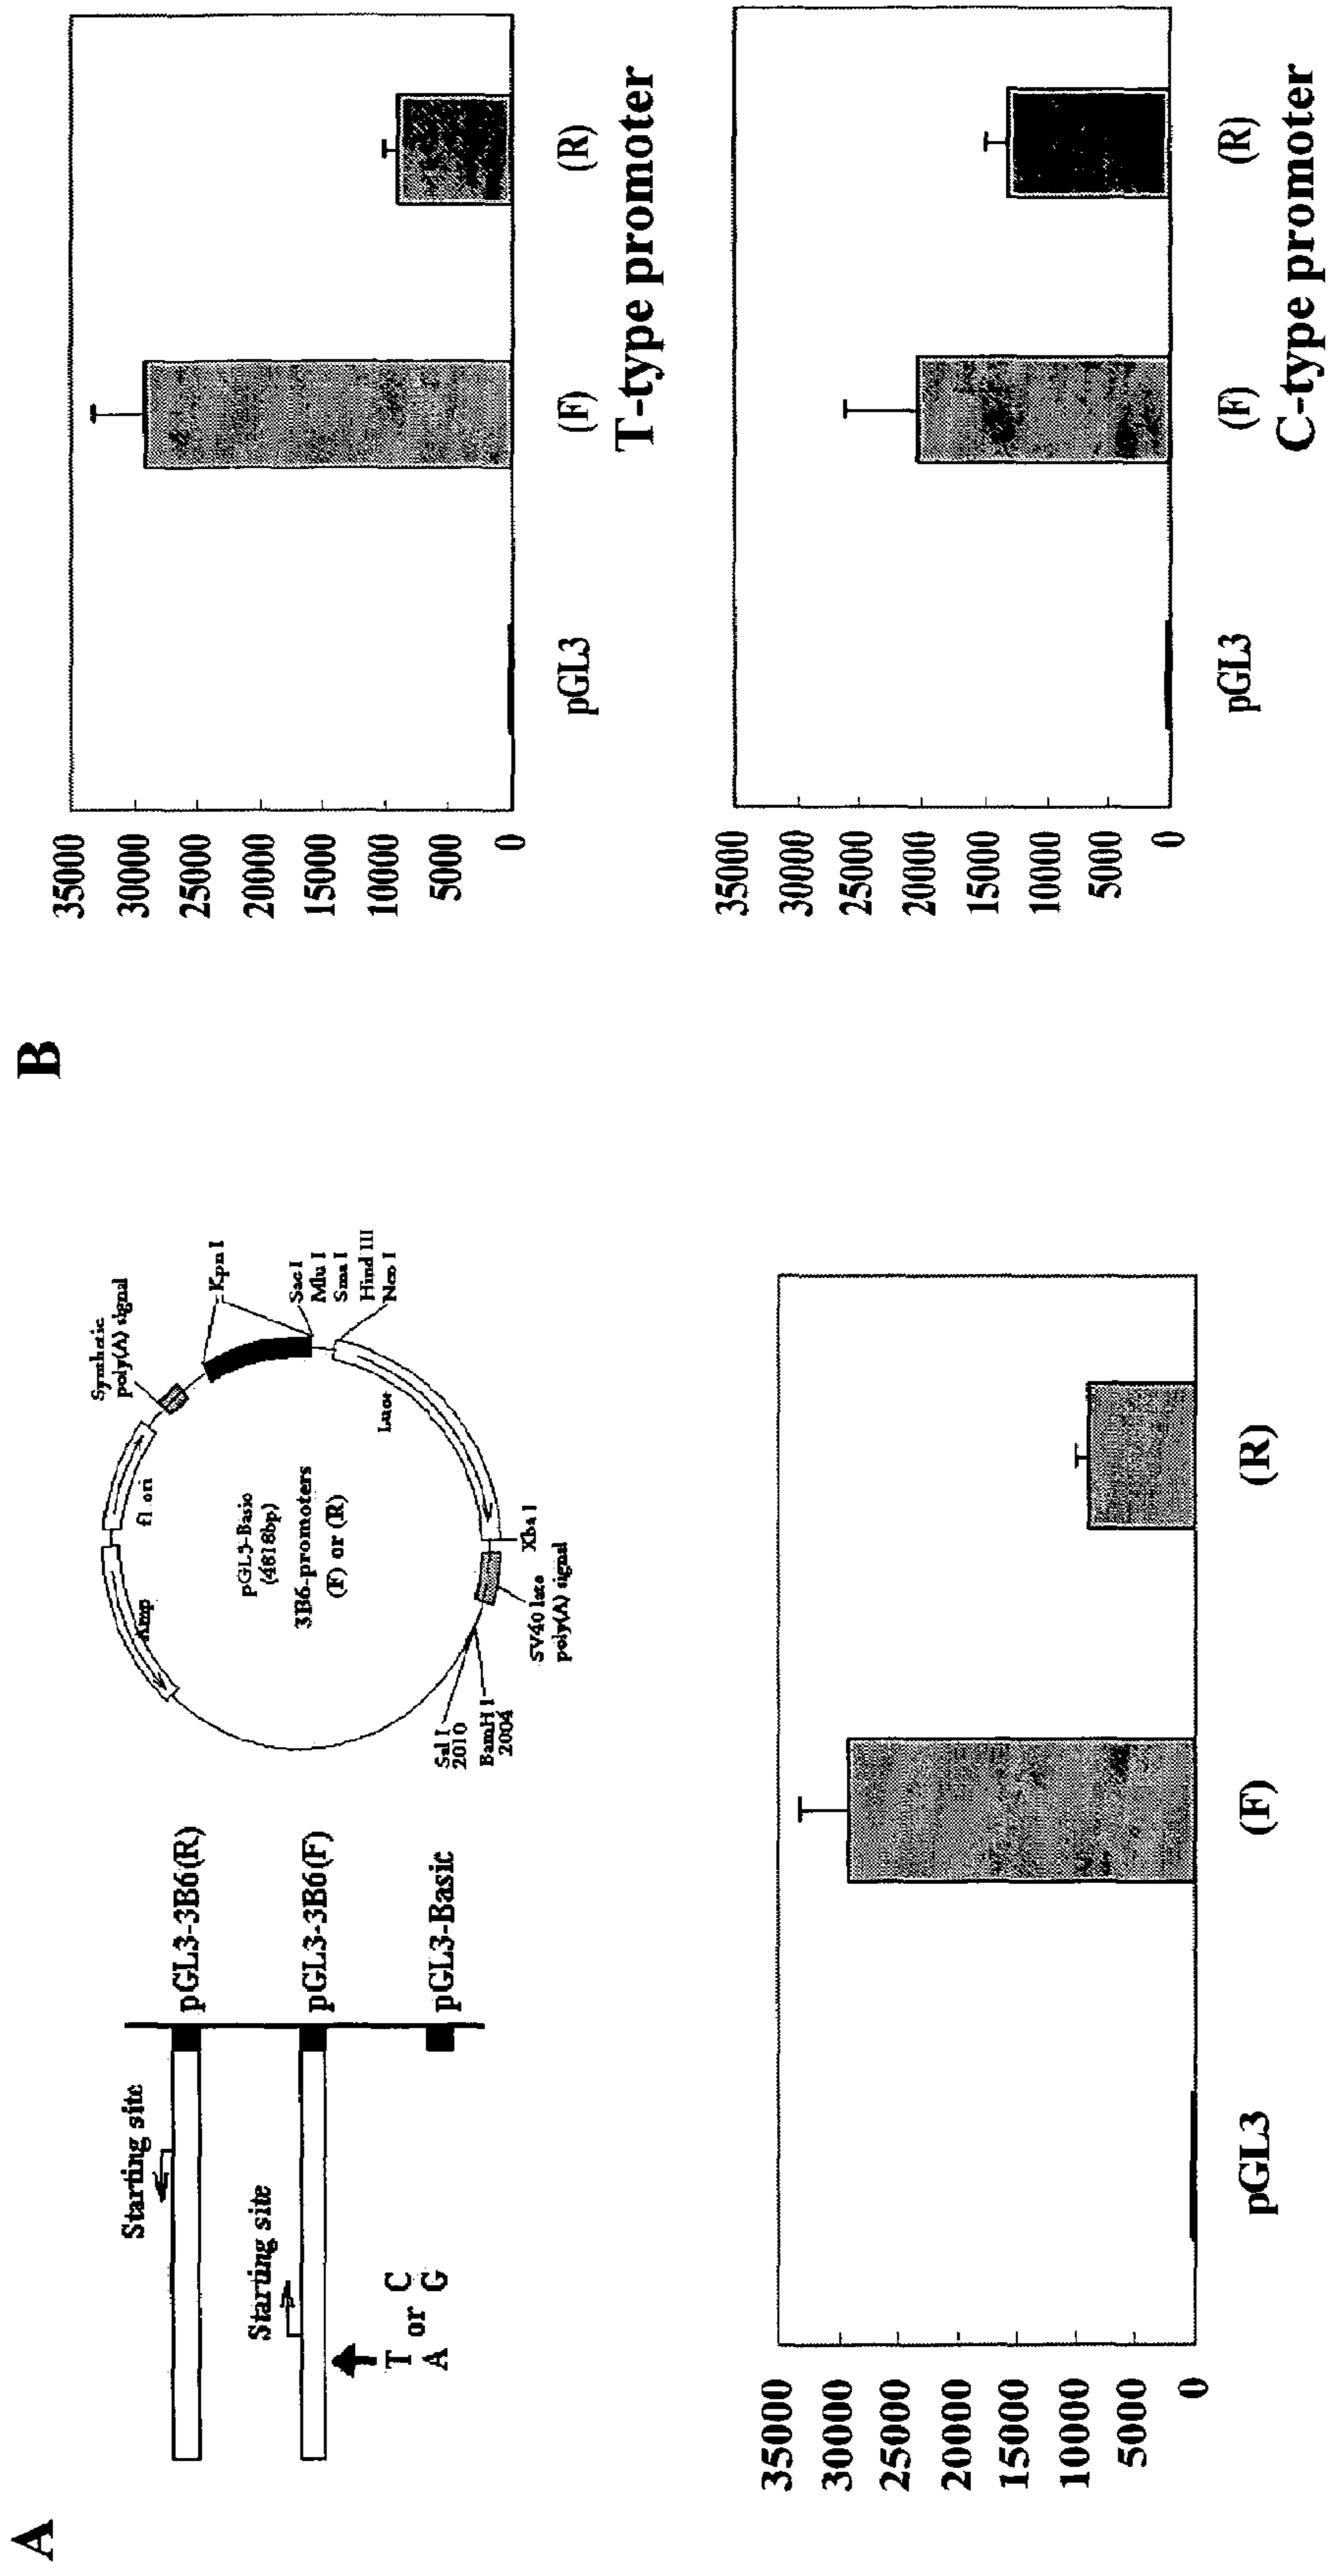 A
Starting site
pGL3-3B6(R)
Starting site
pGL3-3B6(F)
T or C
A G
pGL3-Basic
Synthetic
poly(A) signal
f1 ori
Amp
Kpn I
Sac I
Mlu I
Sma I
Hind III
Nco I
pGL3-Basic
(4818bp)
3B6-promoters
(F) or (R)
Luc+
Xba I
SV40 late
poly(A) signal
Sal I
2010
BamH I
2004
35000
30000
25000
20000
15000
10000
5000
0
pGL3
(F)
(R)
B
35000
30000
25000
20000
15000
10000
5000
0
pGL3
(F)
(R)
T-type promoter
35000
30000
25000
20000
15000
10000
5000
0
pGL3
(F)
(R)
C-type promoter